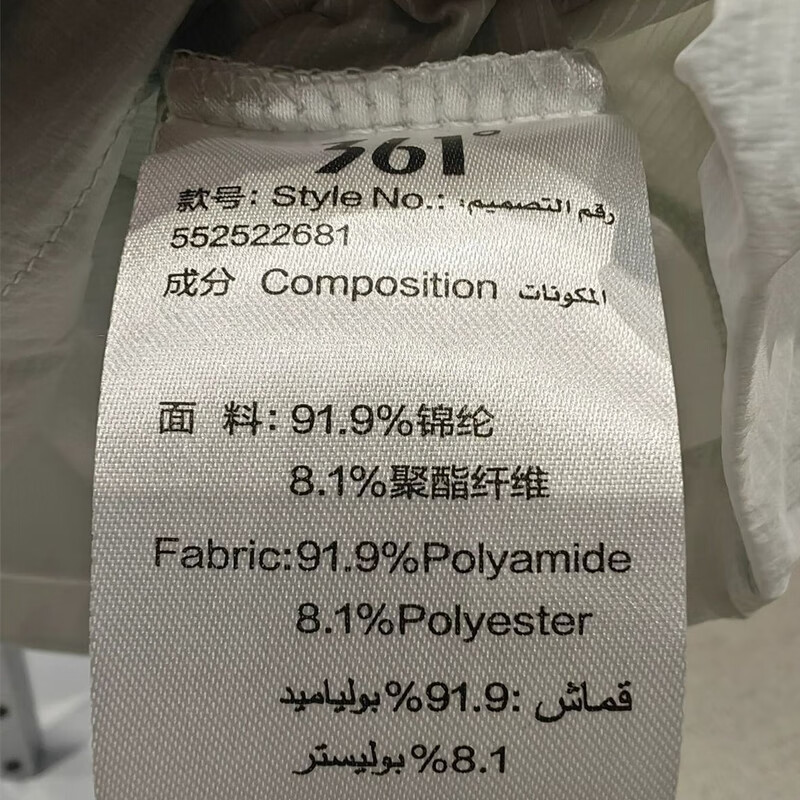 361°
款号: Style No.: رقم التصميم:
552522681
成分 Composition المكونات
面 料: 91.9%锦纶
8.1%聚酯纤维
Fabric:91.9%Polyamide
8.1%Polyester
قماش :91.9%بولياميد
8.1%بوليستر